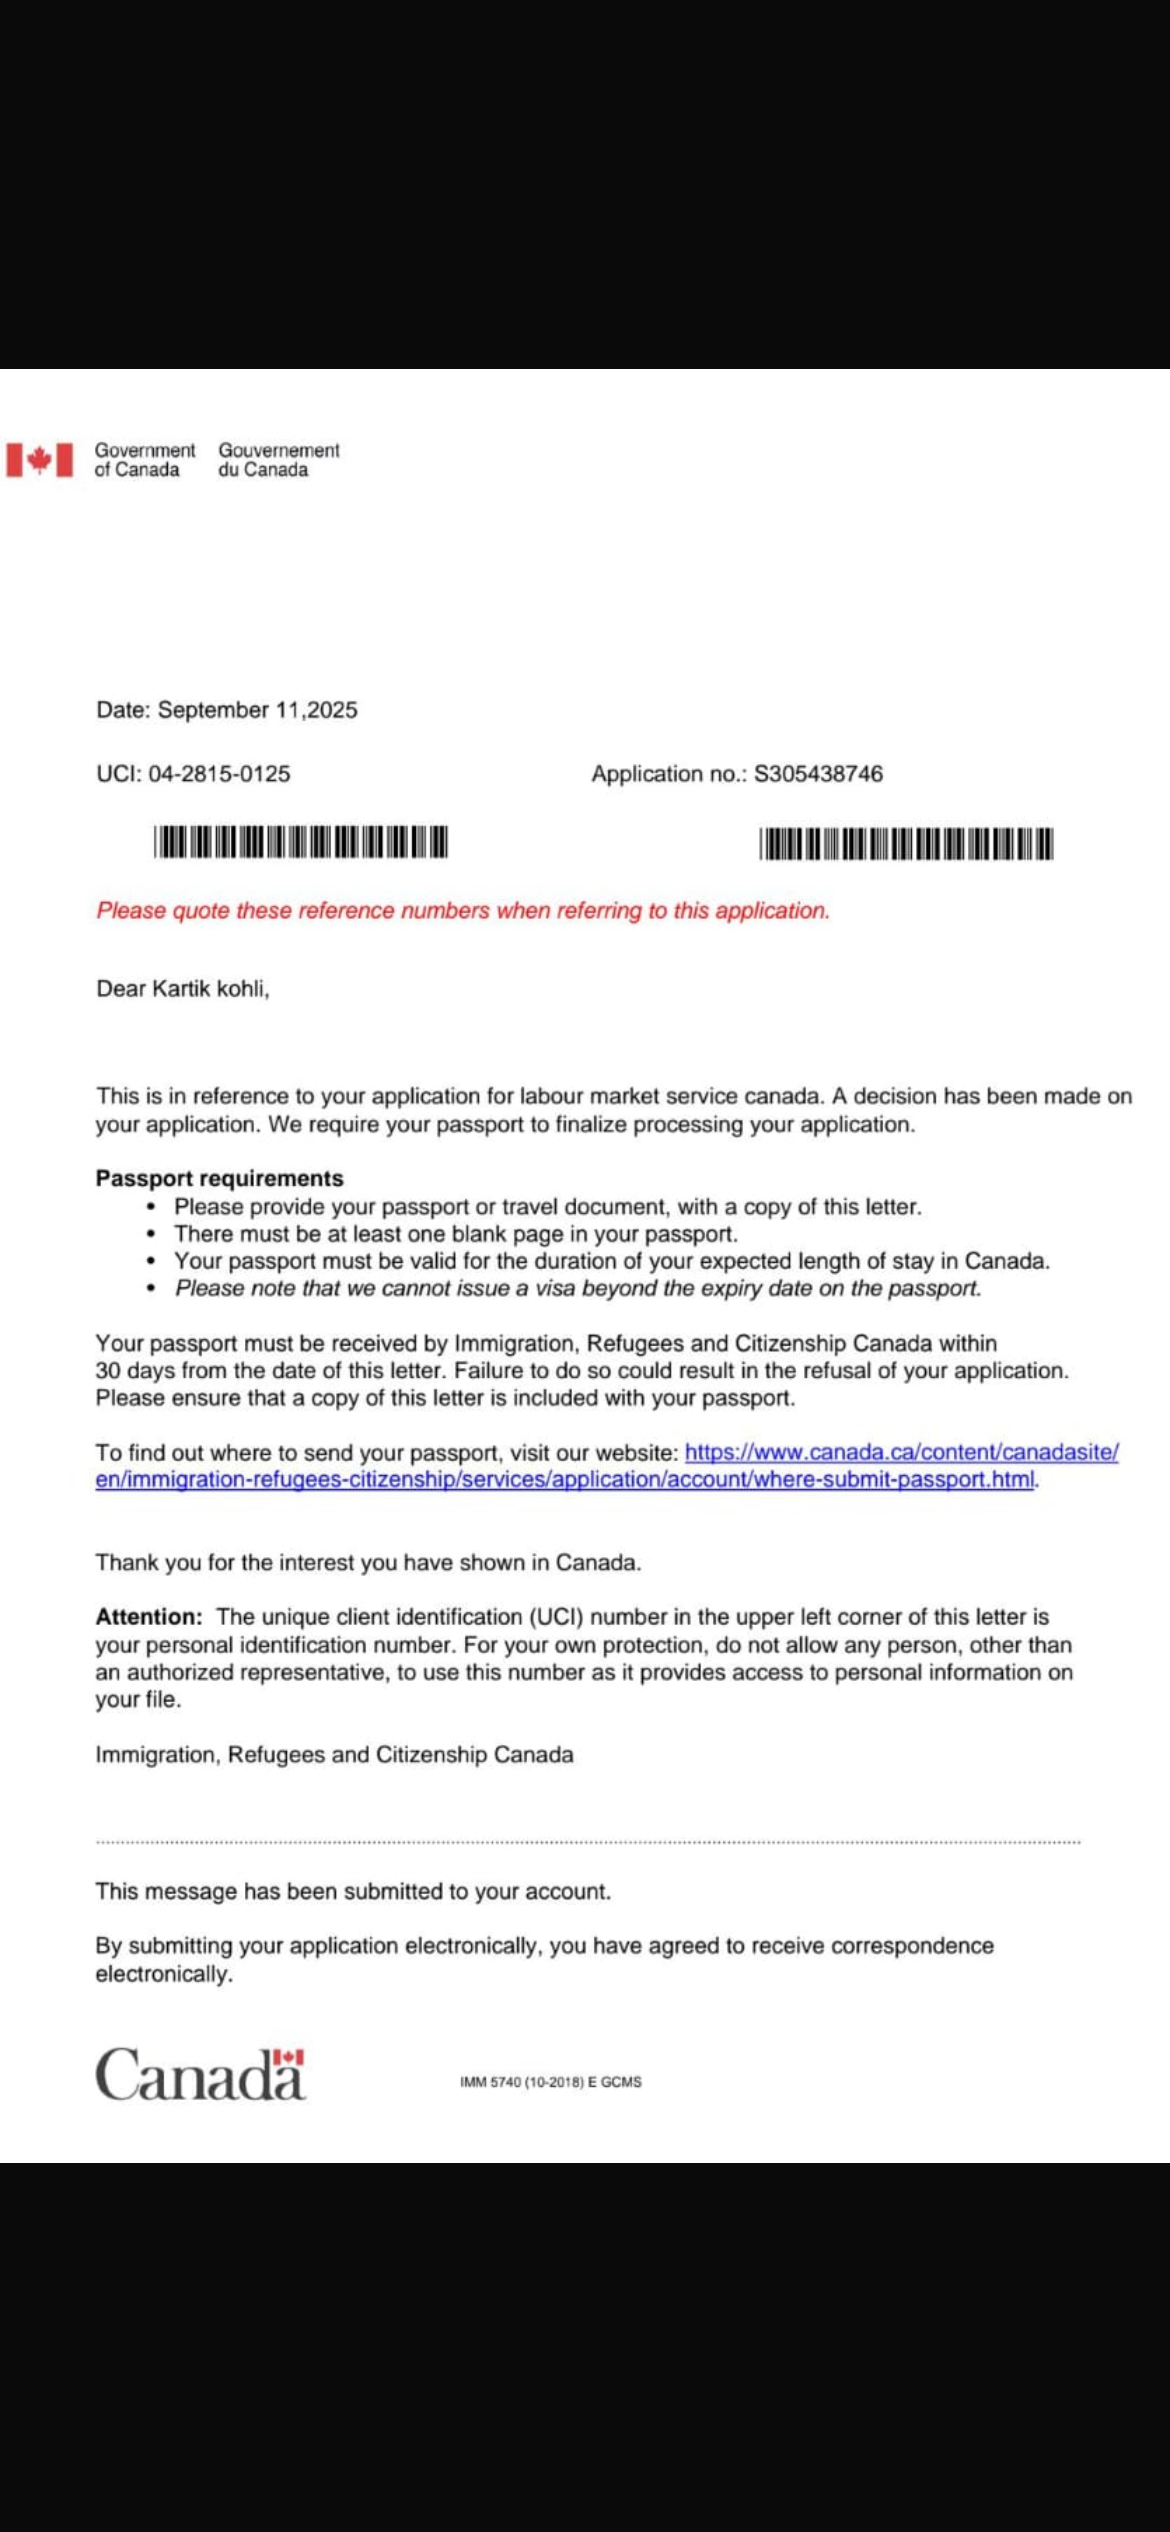 Government Gouvernement
of Canada du Canada
Date: September 11,2025
UCI: 04-2815-0125 Application no.: S305438746
Please quote these reference numbers when referring to this application.
Dear Kartik kohli,
This is in reference to your application for labour market service canada. A decision has been made on
your application. We require your passport to finalize processing your application.
Passport requirements
• Please provide your passport or travel document, with a copy of this letter.
• There must be at least one blank page in your passport.
• Your passport must be valid for the duration of your expected length of stay in Canada.
• Please note that we cannot issue a visa beyond the expiry date on the passport.
Your passport must be received by Immigration, Refugees and Citizenship Canada within
30 days from the date of this letter. Failure to do so could result in the refusal of your application.
Please ensure that a copy of this letter is included with your passport.
To find out where to send your passport, visit our website: https://www.canada.ca/content/canadasite/
en/immigration-refugees-citizenship/services/application/account/where-submit-passport.html.
Thank you for the interest you have shown in Canada.
Attention: The unique client identification (UCI) number in the upper left corner of this letter is
your personal identification number. For your own protection, do not allow any person, other than
an authorized representative, to use this number as it provides access to personal information on
your file.
Immigration, Refugees and Citizenship Canada
This message has been submitted to your account.
By submitting your application electronically, you have agreed to receive correspondence
electronically.
Canada
IMM 5740 (10-2018) E GCMS